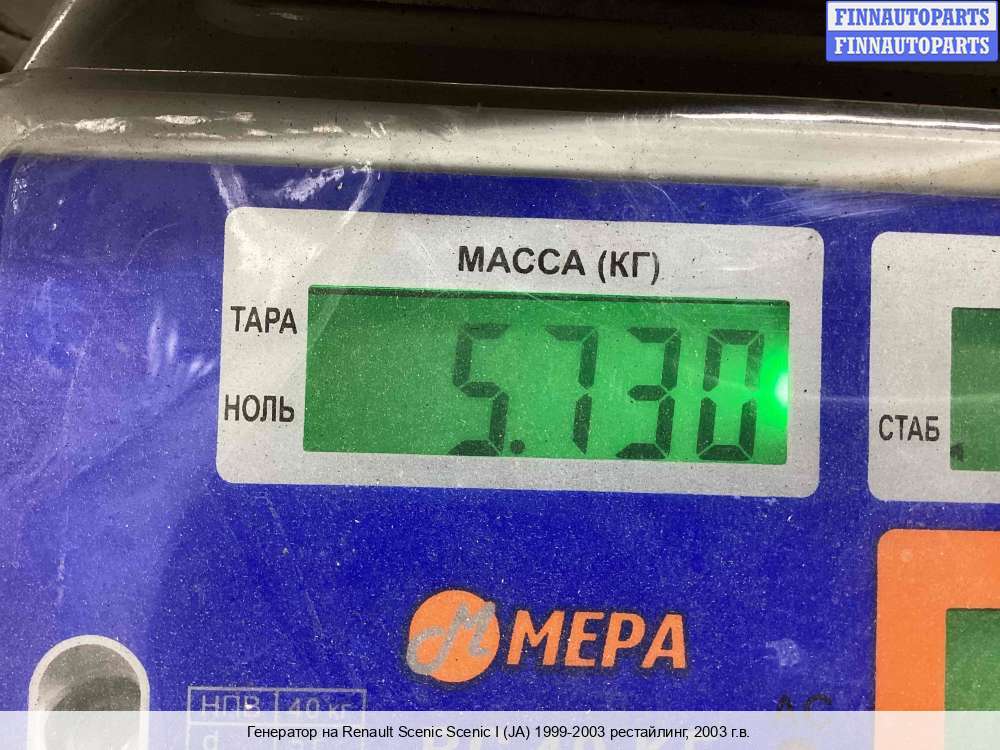 FINNAUTOPARTS
FINNAUTOPARTS
МАССА (КГ)
ТАРА
5.730
НОЛЬ
СТАБ
МЕРА
НПВ 40 кг
d
Генератор на Renault Scenic Scenic I (JA) 1999-2003 рестайлинг, 2003 г.в.